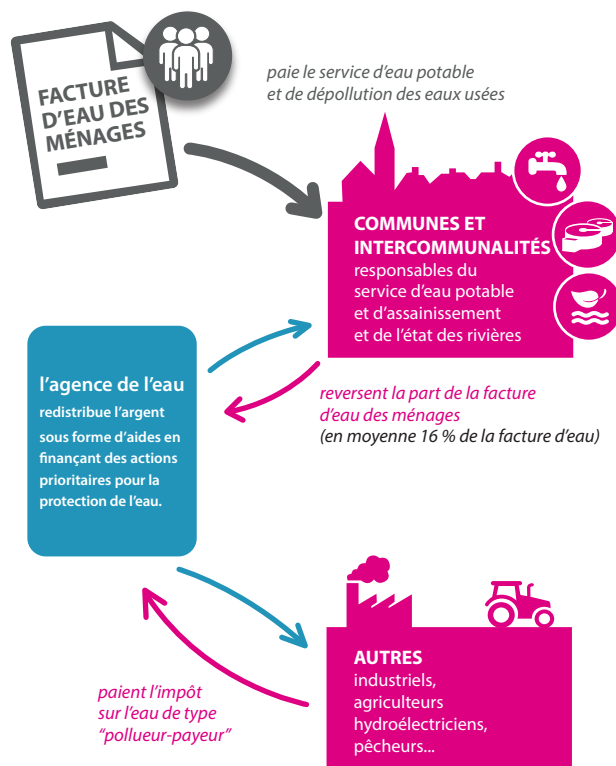 FACTURE
D'EAU DES
MÉNAGES
paie le service d'eau potable
et de dépollution des eaux usées
COMMUNES ET
INTERCOMMUNALITÉS
responsables du
service d'eau potable
et d'assainissement
et de l'état des rivières
l'agence de l'eau
redistribue l'argent
sous forme d'aides en
finançant des actions
prioritaires pour la
protection de l'eau.
reversent la part de la facture
d'eau des ménages
(en moyenne 16 % de la facture d'eau)
AUTRES
industriels,
agriculteurs
hydroélectriciens,
pêcheurs...
paient l'impôt
sur l'eau de type
"pollueur-payeur"